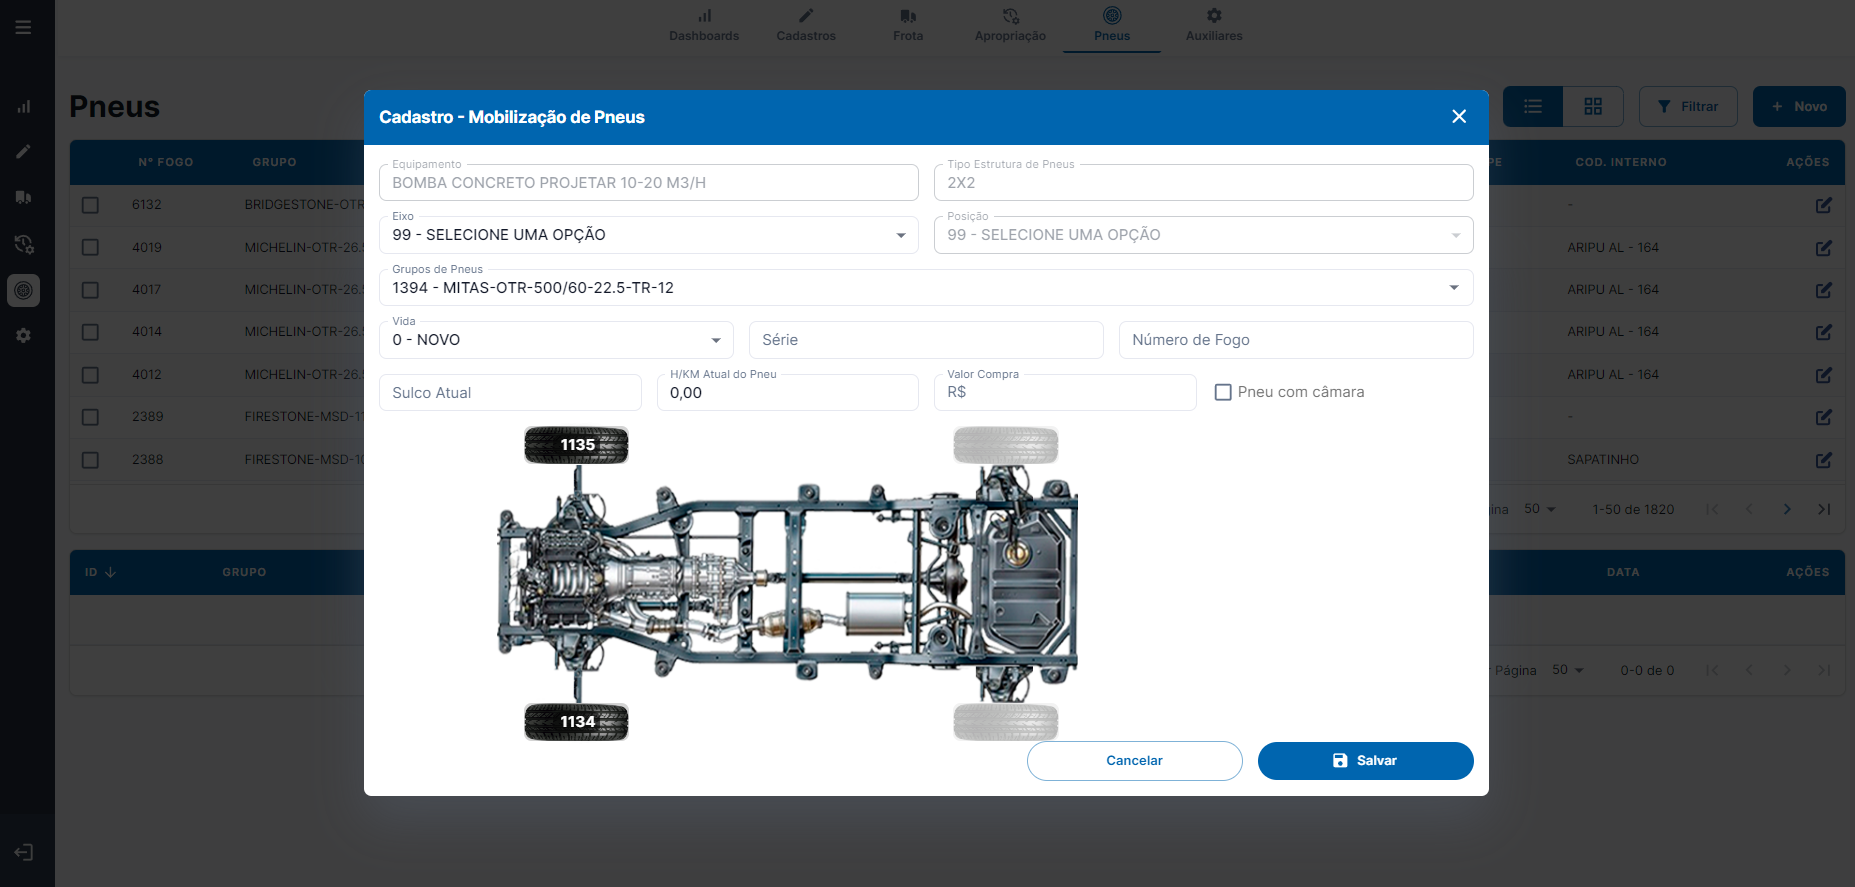 Dashboards
Cadastros
Frota
Apropriação
Pneus
Auxiliares
Pneus
Filtrar
+ Novo
Nº FOGO
GRUPO
COD. INTERNO
AÇÕES
6132
BRIDGESTONE-OTR
-
4019
MICHELIN-OTR-26.5
ARIPU AL - 164
4017
MICHELIN-OTR-26.5
ARIPU AL - 164
4014
MICHELIN-OTR-26.5
ARIPU AL - 164
4012
MICHELIN-OTR-26.5
ARIPU AL - 164
2389
FIRESTONE-MSD-11
-
2388
FIRESTONE-MSD-10
SAPATINHO
50
1-50 de 1820
ID
GRUPO
DATA
AÇÕES
Página
50
0-0 de 0
Cadastro - Mobilização de Pneus
Equipamento
BOMBA CONCRETO PROJETAR 10-20 M3/H
Tipo Estrutura de Pneus
2X2
Eixo
99 - SELECIONE UMA OPÇÃO
Posição
99 - SELECIONE UMA OPÇÃO
Grupos de Pneus
1394 - MITAS-OTR-500/60-22.5-TR-12
Vida
0 - NOVO
Série
Número de Fogo
Sulco Atual
H/KM Atual do Pneu
0,00
Valor Compra
R$
Pneu com câmara
1135
1134
Cancelar
Salvar